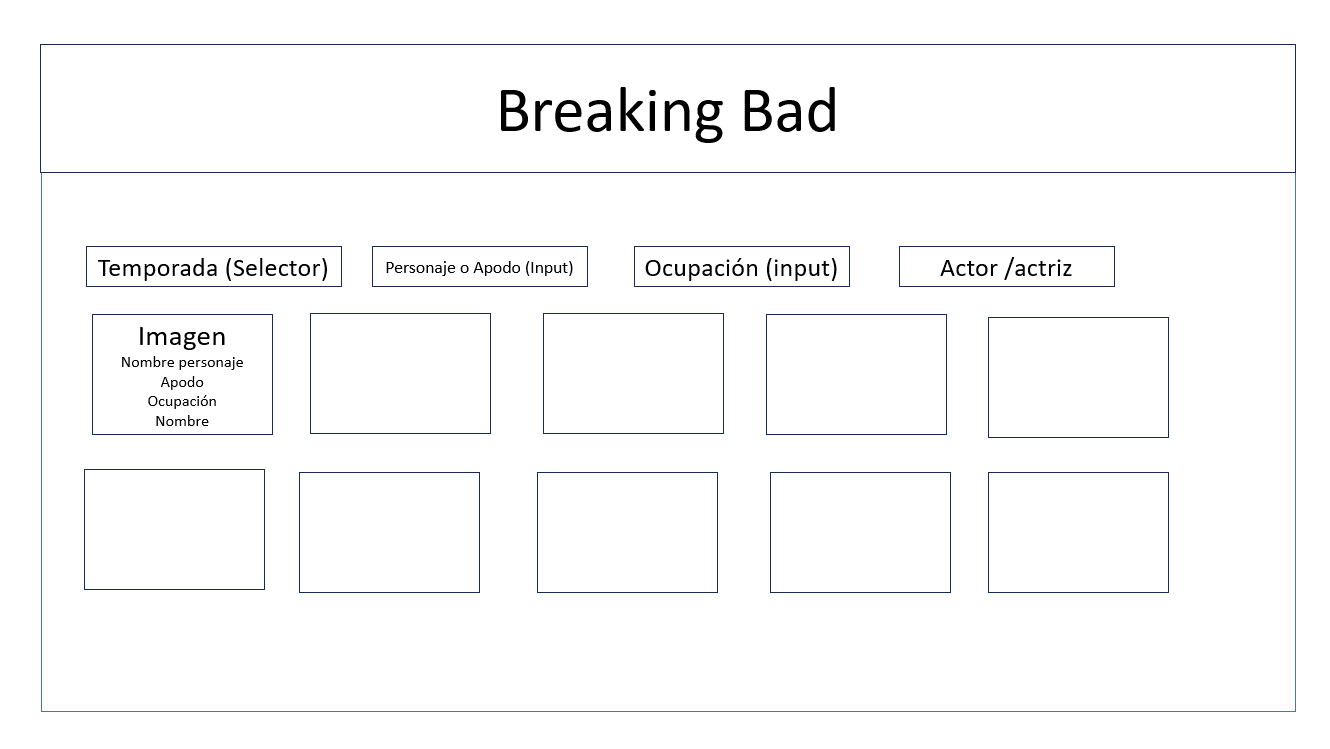 Breaking Bad
Temporada (Selector)
Personaje o Apodo (Input)
Ocupación (input)
Actor /actriz
Imagen
Nombre personaje
Apodo
Ocupación
Nombre